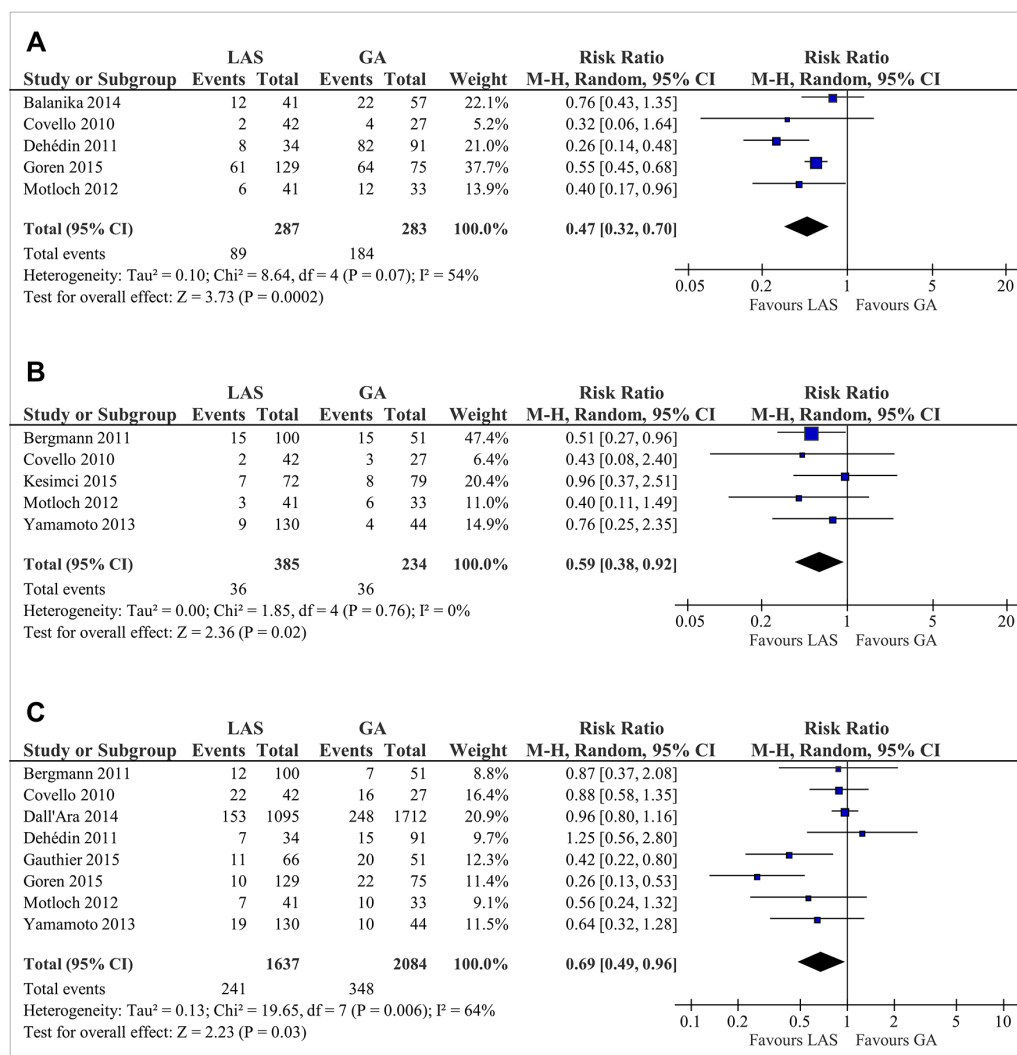 A
LAS GA Risk Ratio Risk Ratio
Study or Subgroup Events Total Events Total Weight M-H, Random, 95% CI M-H, Random, 95% CI
Balanika 2014 12 41 22 57 22.1% 0.76 [0.43, 1.35]
Covello 2010 2 42 4 27 5.2% 0.32 [0.06, 1.64]
Dehédin 2011 8 34 82 91 21.0% 0.26 [0.14, 0.48]
Goren 2015 61 129 64 75 37.7% 0.55 [0.45, 0.68]
Motloch 2012 6 41 12 33 13.9% 0.40 [0.17, 0.96]
Total (95% CI) 287 283 100.0% 0.47 [0.32, 0.70]
Total events 89 184
Heterogeneity: Tau² = 0.10; Chi² = 8.64, df = 4 (P = 0.07); I² = 54%
Test for overall effect: Z = 3.73 (P = 0.0002)
0.05 0.2 1 5 20
Favours LAS Favours GA
B
LAS GA Risk Ratio Risk Ratio
Study or Subgroup Events Total Events Total Weight M-H, Random, 95% CI M-H, Random, 95% CI
Bergmann 2011 15 100 15 51 47.4% 0.51 [0.27, 0.96]
Covello 2010 2 42 3 27 6.4% 0.43 [0.08, 2.40]
Kesimci 2015 7 72 8 79 20.4% 0.96 [0.37, 2.51]
Motloch 2012 3 41 6 33 11.0% 0.40 [0.11, 1.49]
Yamamoto 2013 9 130 4 44 14.9% 0.76 [0.25, 2.35]
Total (95% CI) 385 234 100.0% 0.59 [0.38, 0.92]
Total events 36 36
Heterogeneity: Tau² = 0.00; Chi² = 1.85, df = 4 (P = 0.76); I² = 0%
Test for overall effect: Z = 2.36 (P = 0.02)
0.05 0.2 1 5 20
Favours LAS Favours GA
C
LAS GA Risk Ratio Risk Ratio
Study or Subgroup Events Total Events Total Weight M-H, Random, 95% CI M-H, Random, 95% CI
Bergmann 2011 12 100 7 51 8.8% 0.87 [0.37, 2.08]
Covello 2010 22 42 16 27 16.4% 0.88 [0.58, 1.35]
Dall'Ara 2014 153 1095 248 1712 20.9% 0.96 [0.80, 1.16]
Dehédin 2011 7 34 15 91 9.7% 1.25 [0.56, 2.80]
Gauthier 2015 11 66 20 51 12.3% 0.42 [0.22, 0.80]
Goren 2015 10 129 22 75 11.4% 0.26 [0.13, 0.53]
Motloch 2012 7 41 10 33 9.1% 0.56 [0.24, 1.32]
Yamamoto 2013 19 130 10 44 11.5% 0.64 [0.32, 1.28]
Total (95% CI) 1637 2084 100.0% 0.69 [0.49, 0.96]
Total events 241 348
Heterogeneity: Tau² = 0.13; Chi² = 19.65, df = 7 (P = 0.006); I² = 64%
Test for overall effect: Z = 2.23 (P = 0.03)
0.1 0.2 0.5 1 2 5 10
Favours LAS Favours GA